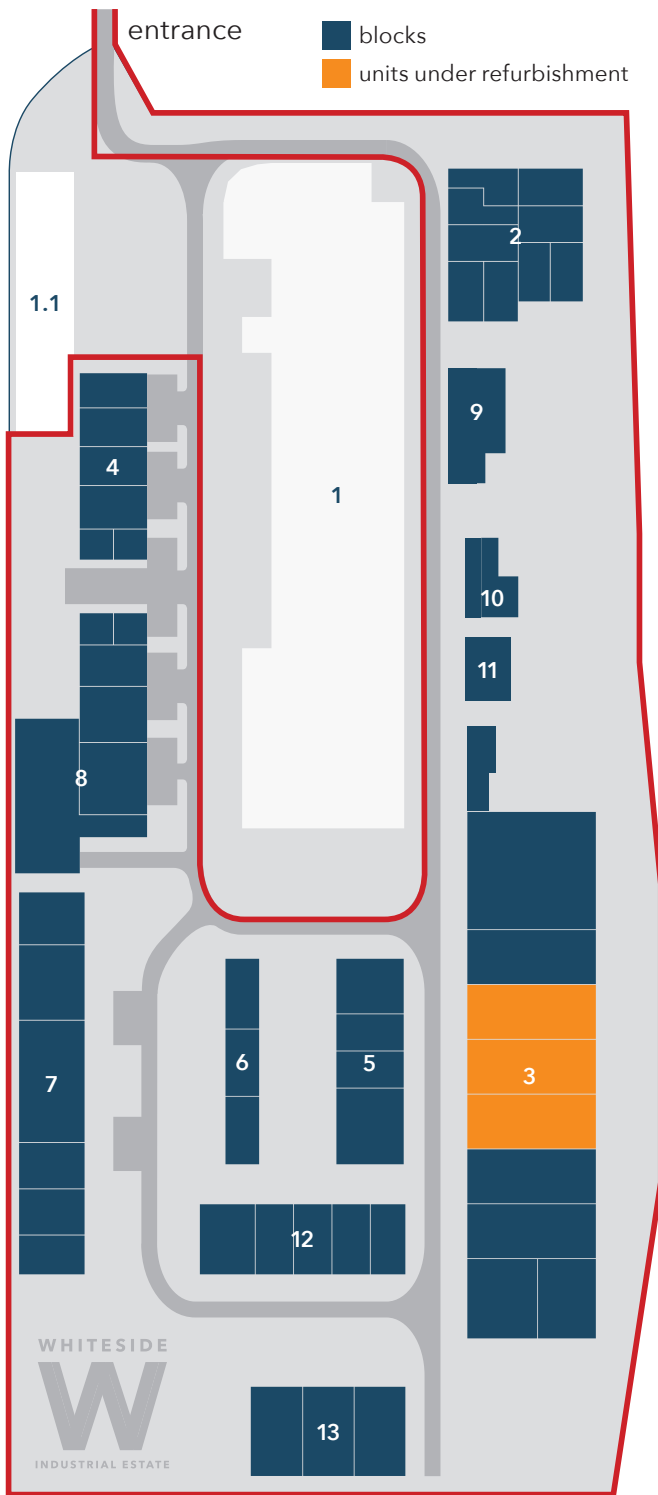 entrance
blocks
units under refurbishment
2
1.1
9
4
1
10
11
8
3
6
5
7
12
WHITESIDE
W
13
INDUSTRIAL ESTATE